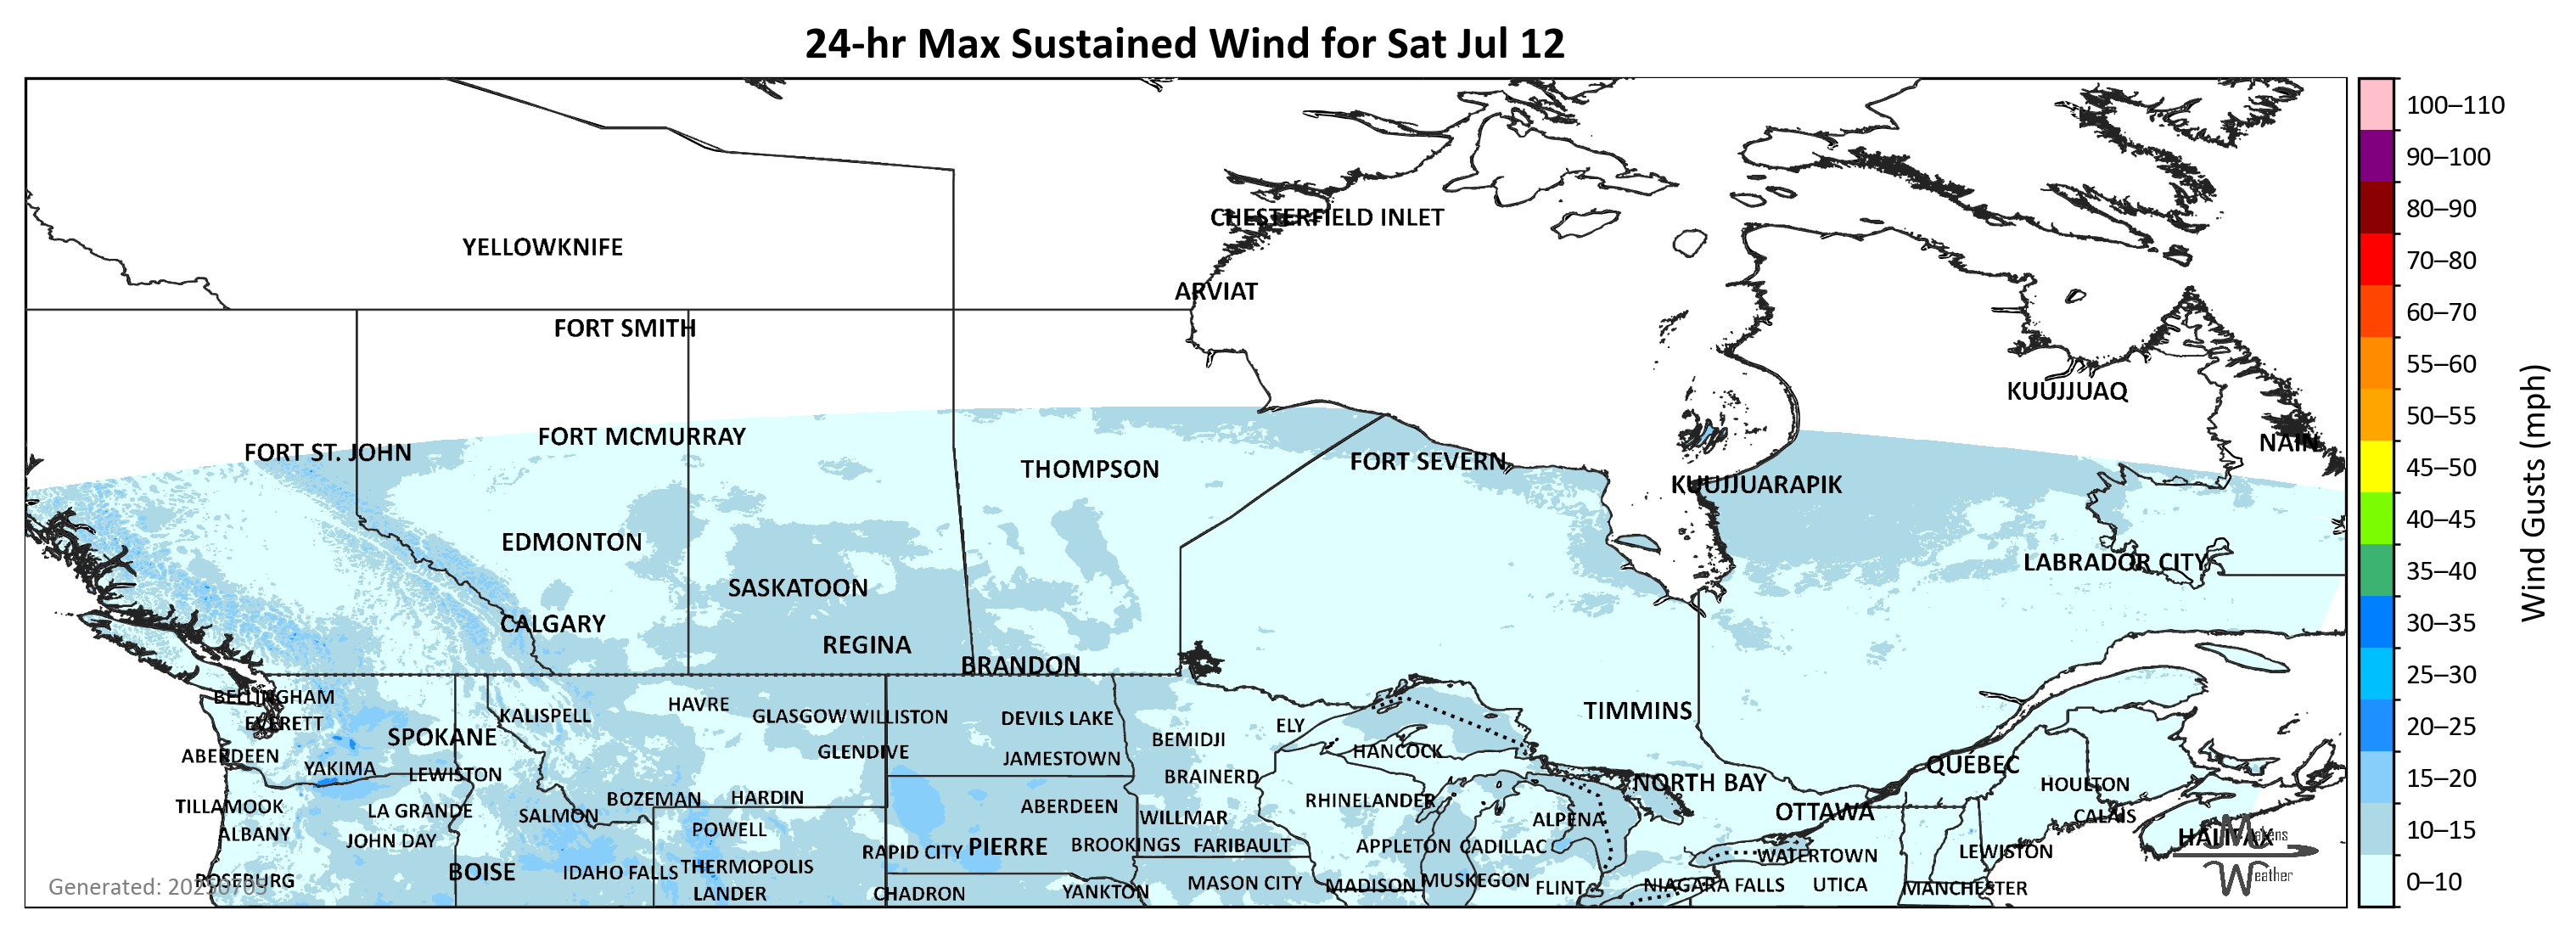 24-hr Max Sustained Wind for Sat Jul 12
CHESTERFIELD INLET
YELLOWKNIFE
ARVIAT
FORT SMITH
KUUJJUAQ
FORT MCMURRAY
NAIN
FORT ST. JOHN
FORT SEVERN
THOMPSON
KUUJJUARAPIK
EDMONTON
LABRADOR CITY
SASKATOON
CALGARY
REGINA
BRANDON
BELLINGHAM
HAVRE
TIMMINS
KALISPELL
GLASGOW WILLISTON
DEVILS LAKE
EVERETT
ELY
SPOKANE
BEMIDJI
GLENDIVE
HANCOCK
ABERDEEN
JAMESTOWN
QUÉBEC
YAKIMA
LEWISTON
BRAINERD
NORTH BAY
HOULTON
BOZEMAN
HARDIN
RHINELANDER
TILLAMOOK
LA GRANDE
ABERDEEN
OTTAWA
SALMON
WILLMAR
CALAIS
ALPENA
ALBANY
POWELL
HALIFAX
JOHN DAY
PIERRE
BROOKINGS
FARIBAULT
APPLETON
CADILLAC
RAPID CITY
LEWISTON
WATERTOWN
THERMOPOLIS
BOISE
IDAHO FALLS
ROSEBURG
MUSKEGON
MASON CITY
MADISON
NIAGARA FALLS
UTICA
FLINT
MANCHESTER
LANDER
CHADRON
YANKTON
Generated: 20250705
Makens
Weather
100–110
90–100
80–90
70–80
60–70
55–60
50–55
45–50
40–45
35–40
30–35
25–30
20–25
15–20
10–15
0–10
Wind Gusts (mph)